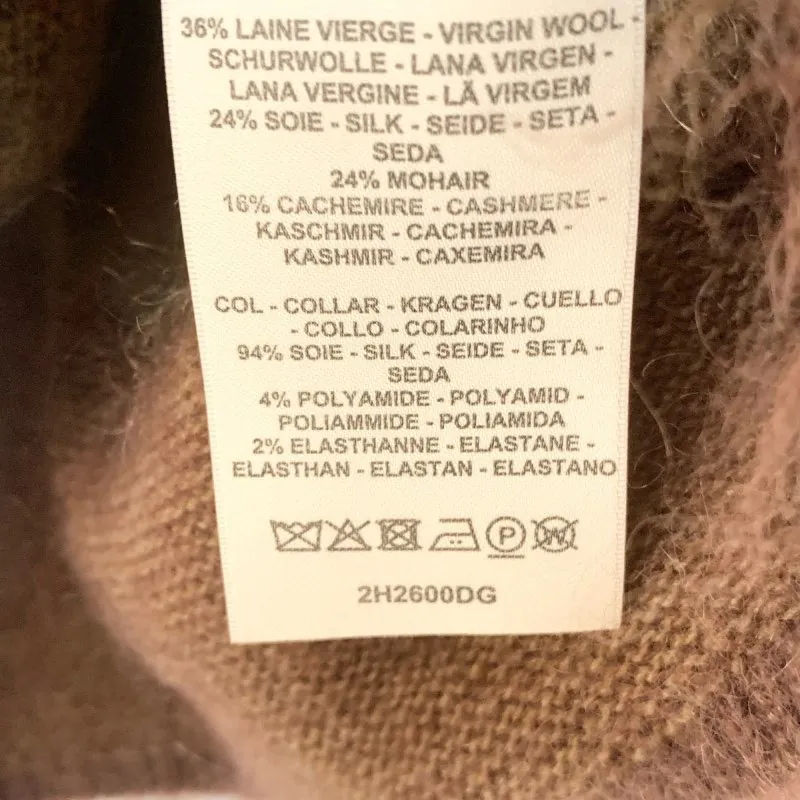 36% LAINE VIERGE - VIRGIN WOOL -
SCHURWOLLE - LANA VIRGEN -
LANA VERGINE - LÃ VIRGEM
24% SOIE - SILK - SEIDE - SETA -
SEDA
24% MOHAIR
16% CACHEMIRE - CASHMERE -
KASCHMIR - CACHEMIRA -
KASHMIR - CAXEMIRA
COL - COLLAR - KRAGEN - CUELLO
- COLLO - COLARINHO
94% SOIE - SILK - SEIDE - SETA -
SEDA
4% POLYAMIDE - POLYAMID -
POLIAMMIDE - POLIAMIDA
2% ELASTHANNE - ELASTANE -
ELASTHAN - ELASTAN - ELASTANO
P W
2H2600DG